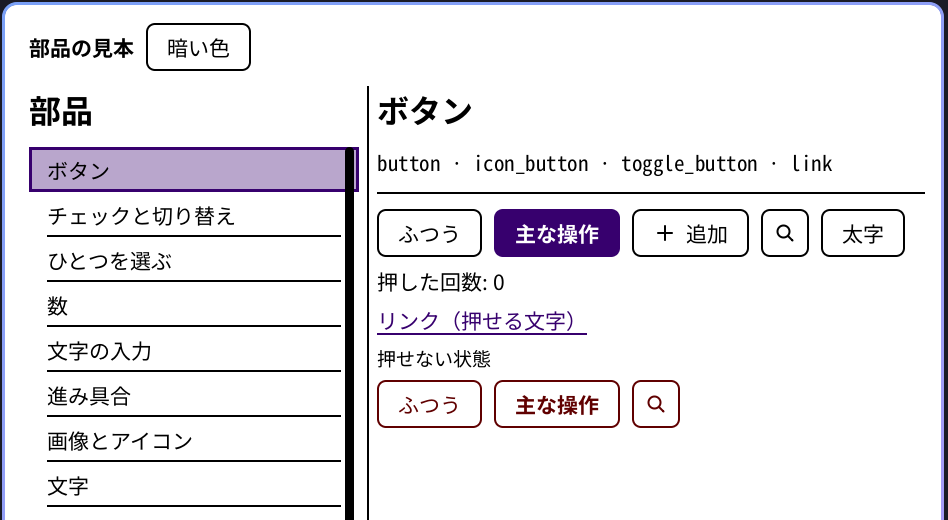 部品の見本 暗い色
部品
ボタン
チェックと切り替え
ひとつを選ぶ
数
文字の入力
進み具合
画像とアイコン
文字
ボタン
button · icon_button · toggle_button · link
ふつう 主な操作 + 追加 太字
押した回数: 0
リンク（押せる文字）
押せない状態
ふつう 主な操作